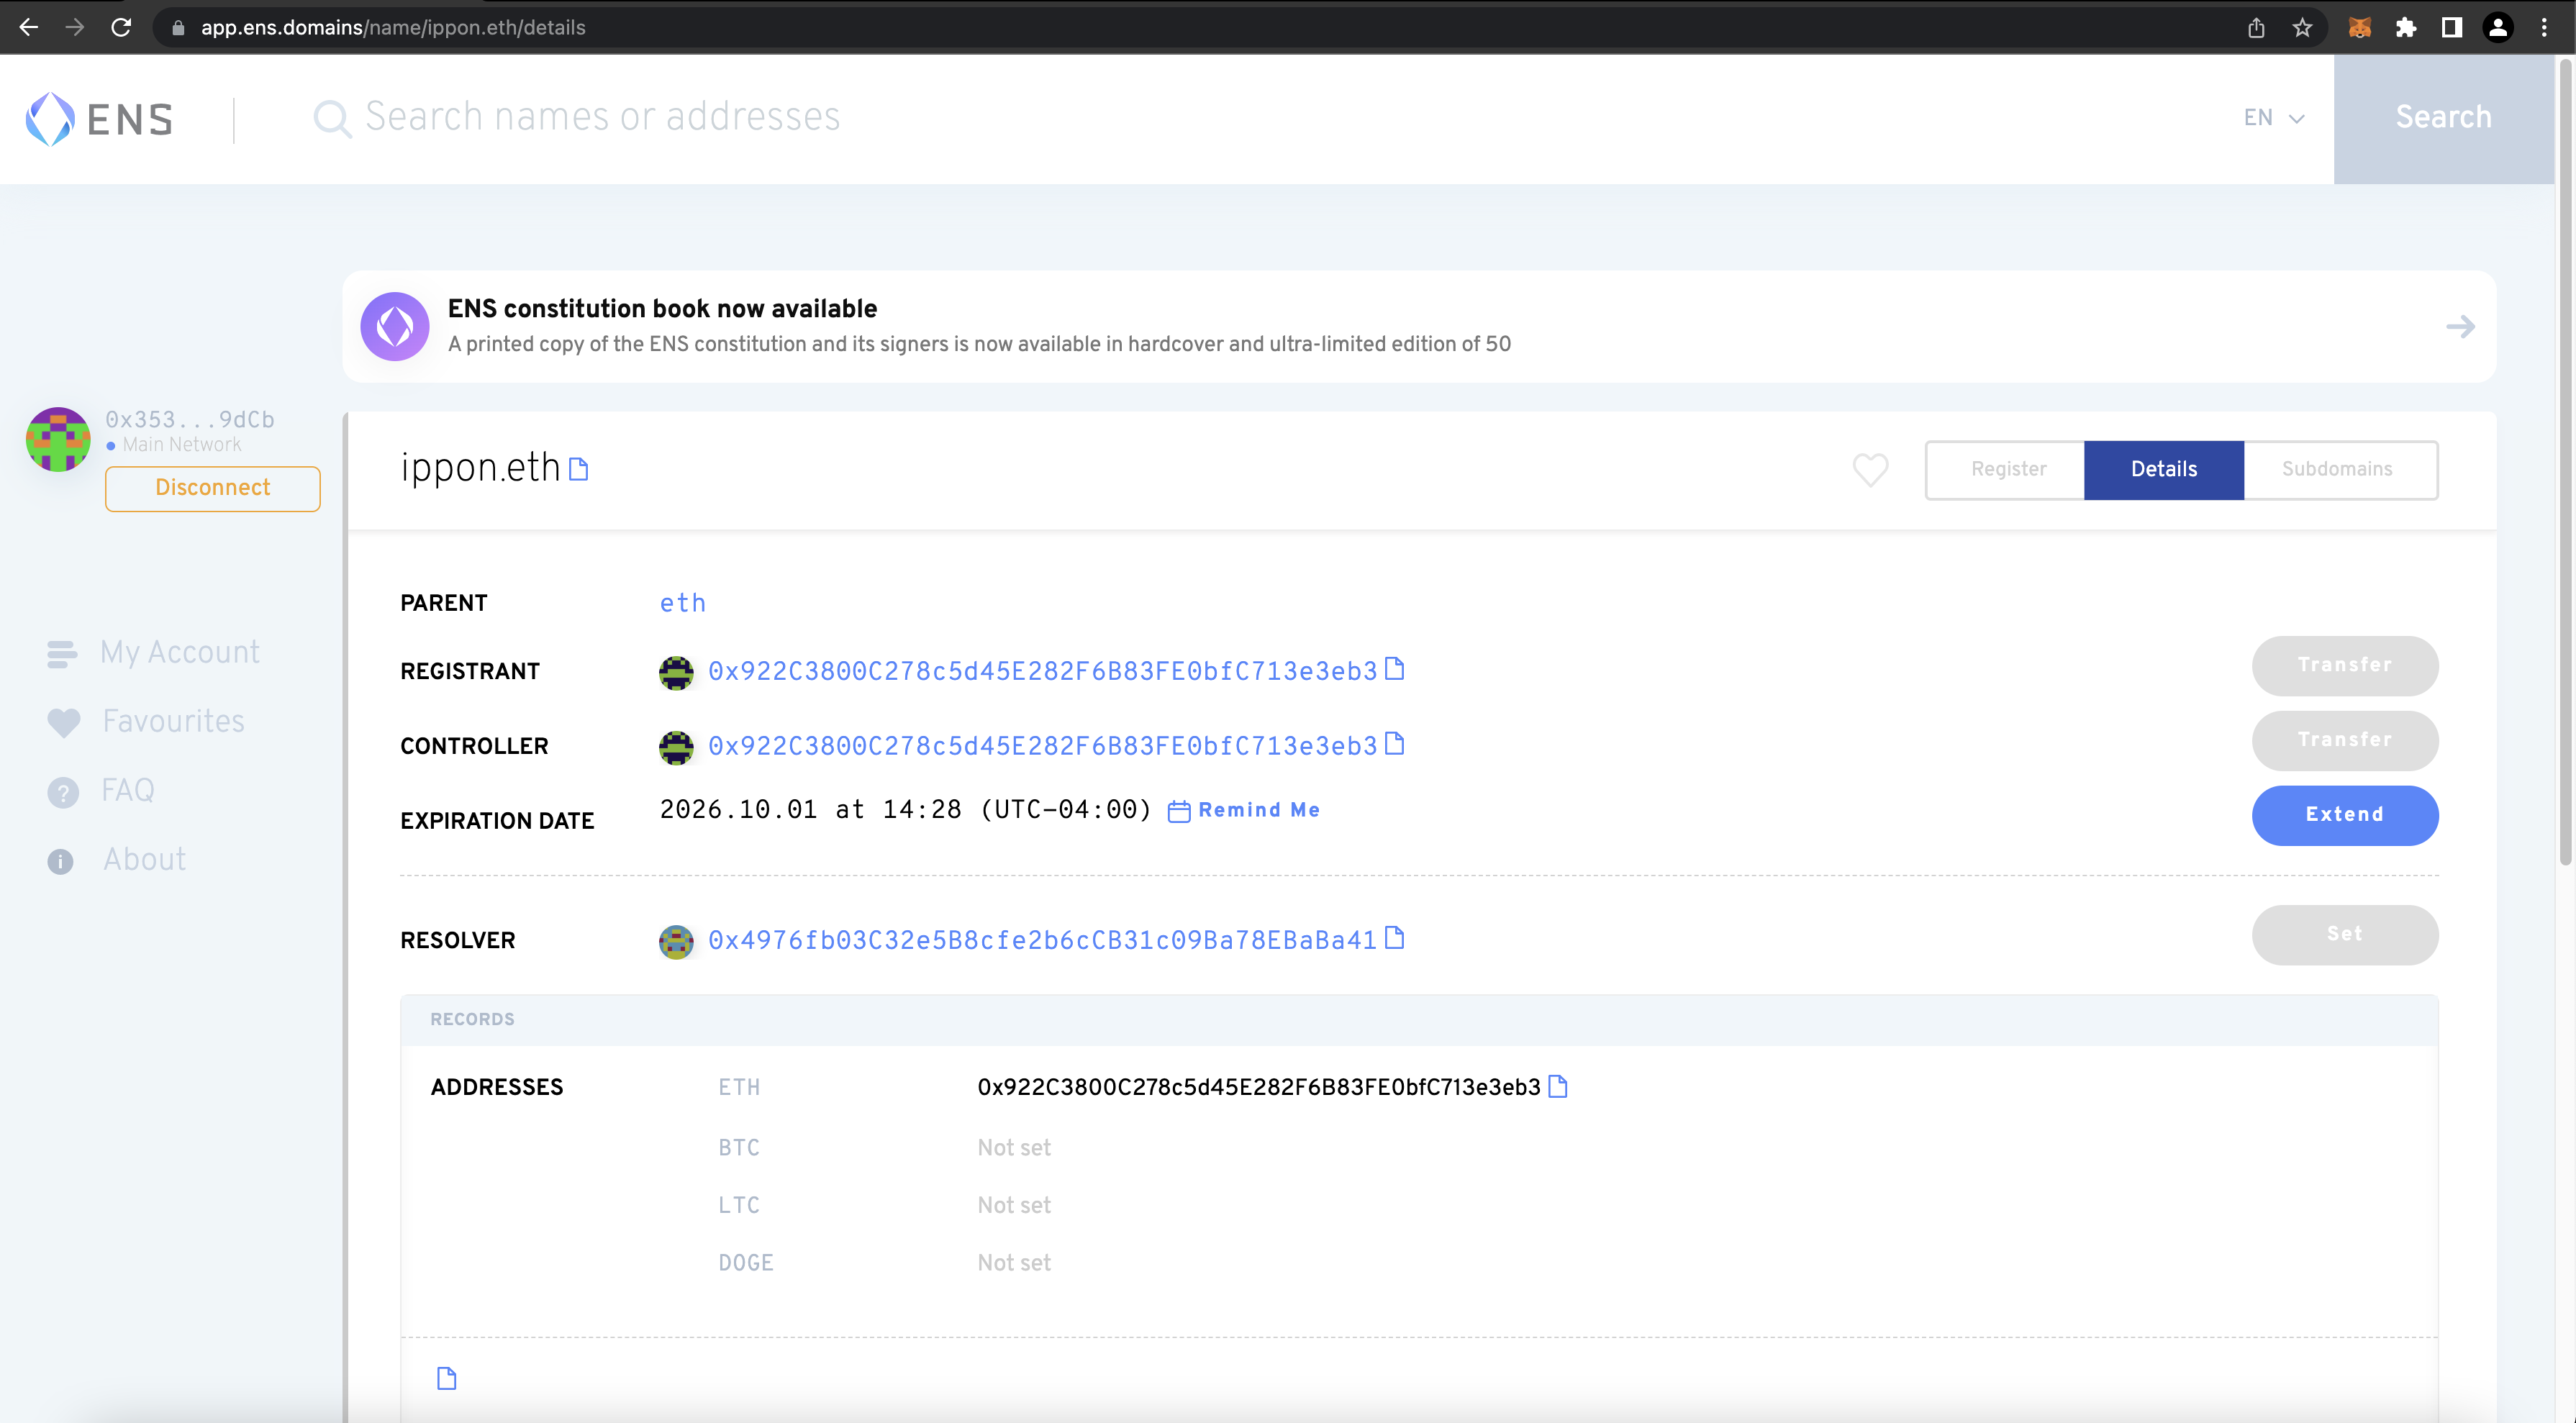 app.ens.domains/name/ippon.eth/details
ENS
Search names or addresses
EN
Search
ENS constitution book now available
A printed copy of the ENS constitution and its signers is now available in hardcover and ultra-limited edition of 50
0x353...9dCb
Main Network
Disconnect
My Account
Favourites
FAQ
About
ippon.eth
Register
Details
Subdomains
PARENT eth
REGISTRANT 0x922C3800C278c5d45E282F6B83FE0bfC713e3eb3 Transfer
CONTROLLER 0x922C3800C278c5d45E282F6B83FE0bfC713e3eb3 Transfer
EXPIRATION DATE 2026.10.01 at 14:28 (UTC-04:00) Remind Me Extend
RESOLVER 0x4976fb03C32e5B8cfe2b6cCB31c09Ba78EBaBa41 Set
RECORDS
ADDRESSES ETH 0x922C3800C278c5d45E282F6B83FE0bfC713e3eb3
BTC Not set
LTC Not set
DOGE Not set